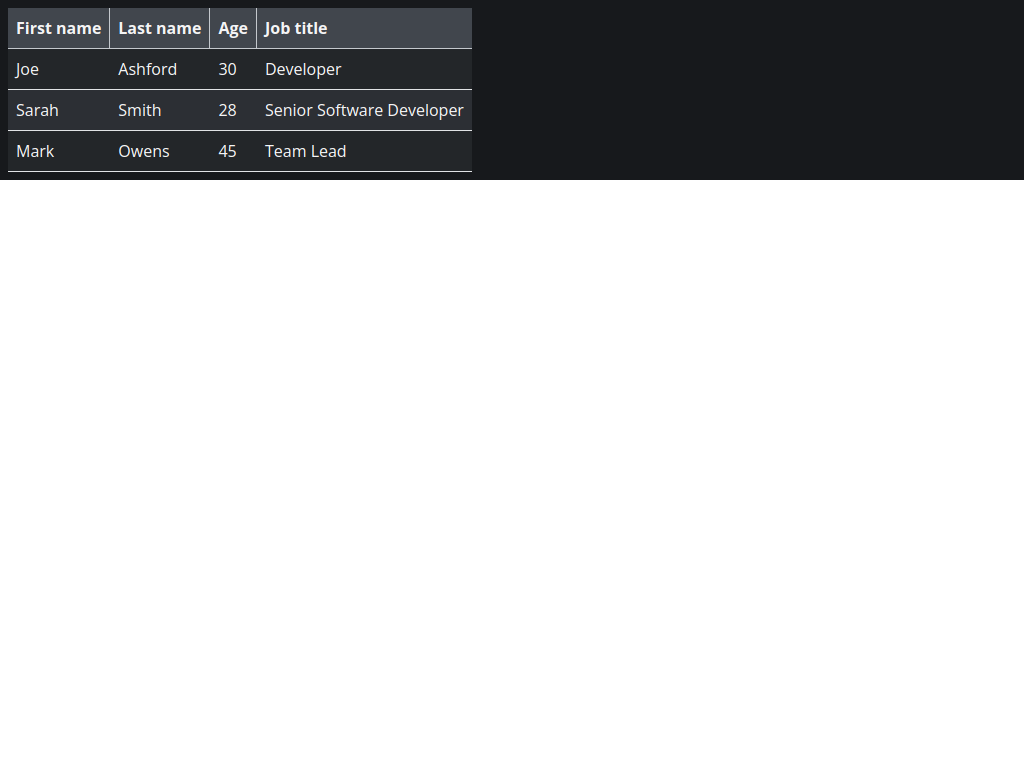 First name Last name Age Job title
Joe Ashford 30 Developer
Sarah Smith 28 Senior Software Developer
Mark Owens 45 Team Lead